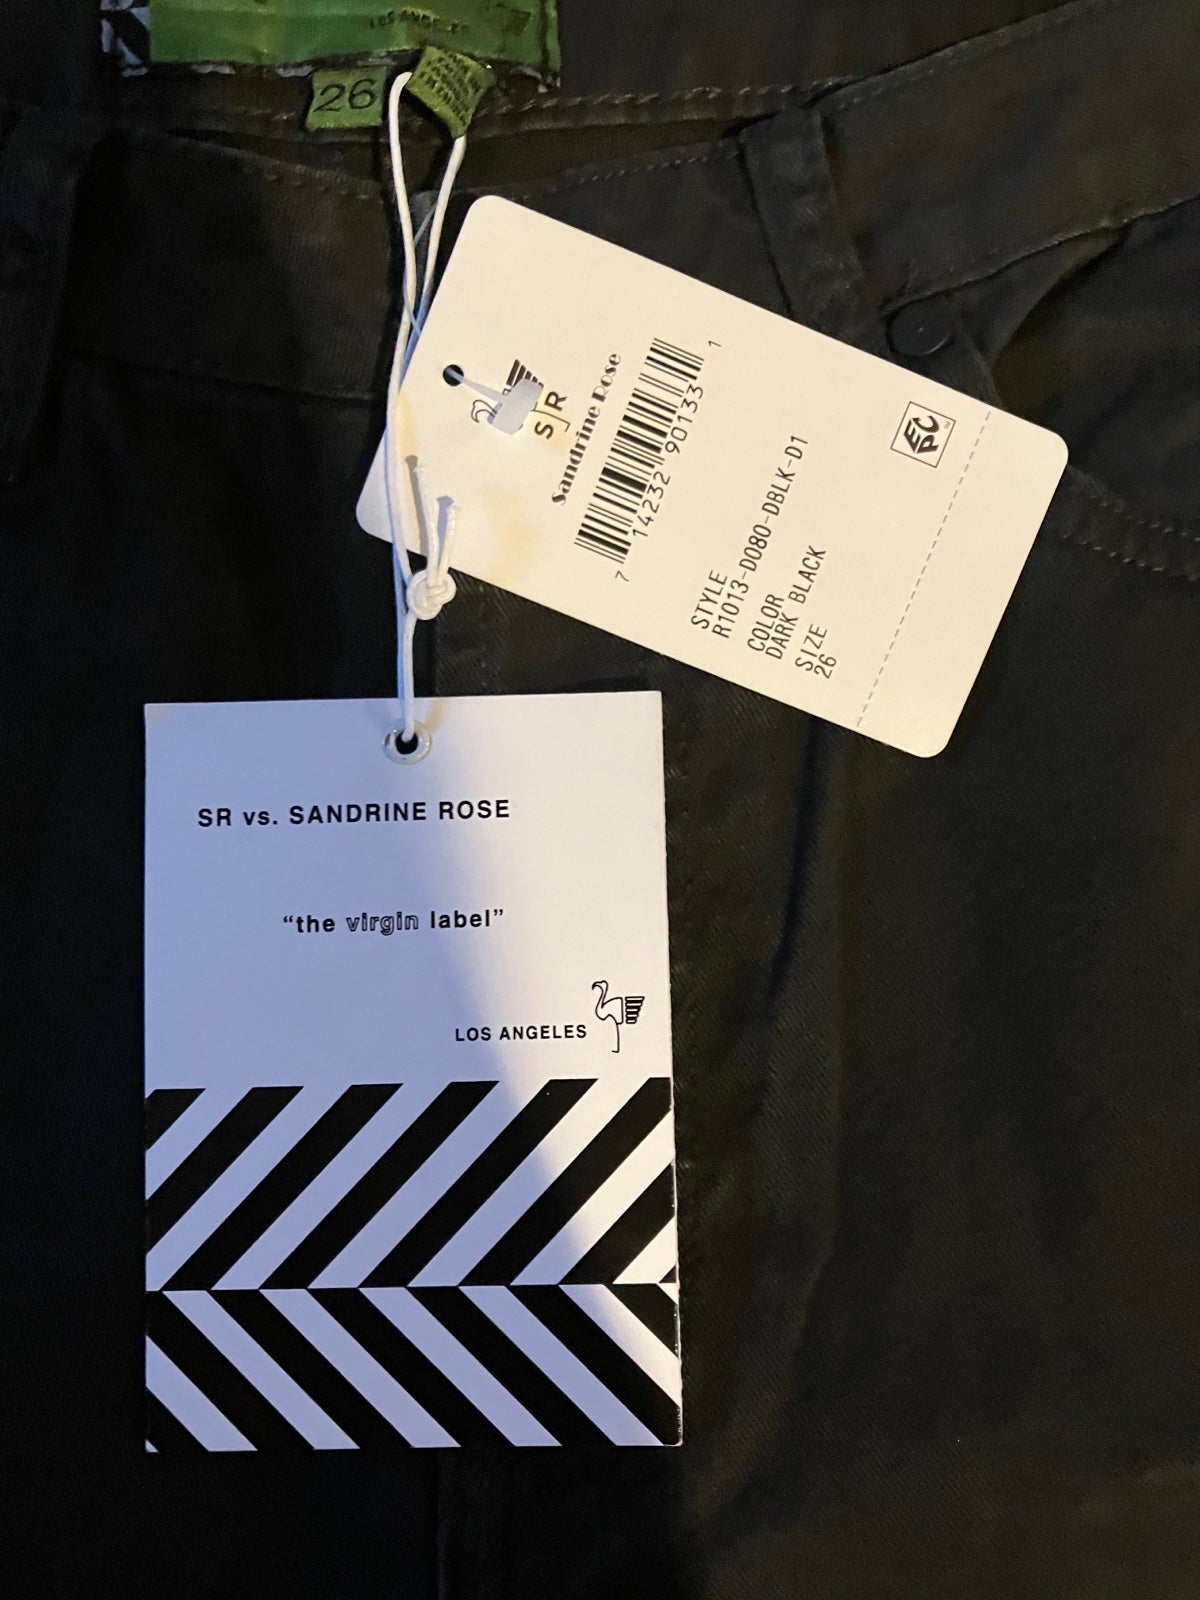 26
S R
Sandrine Rose
7 14232 90133 1
STYLE
R1013-D080-DBLK-D1
COLOR
DARK BLACK
SIZE
26
EPC
SR vs. SANDRINE ROSE
“the virgin label”
LOS ANGELES